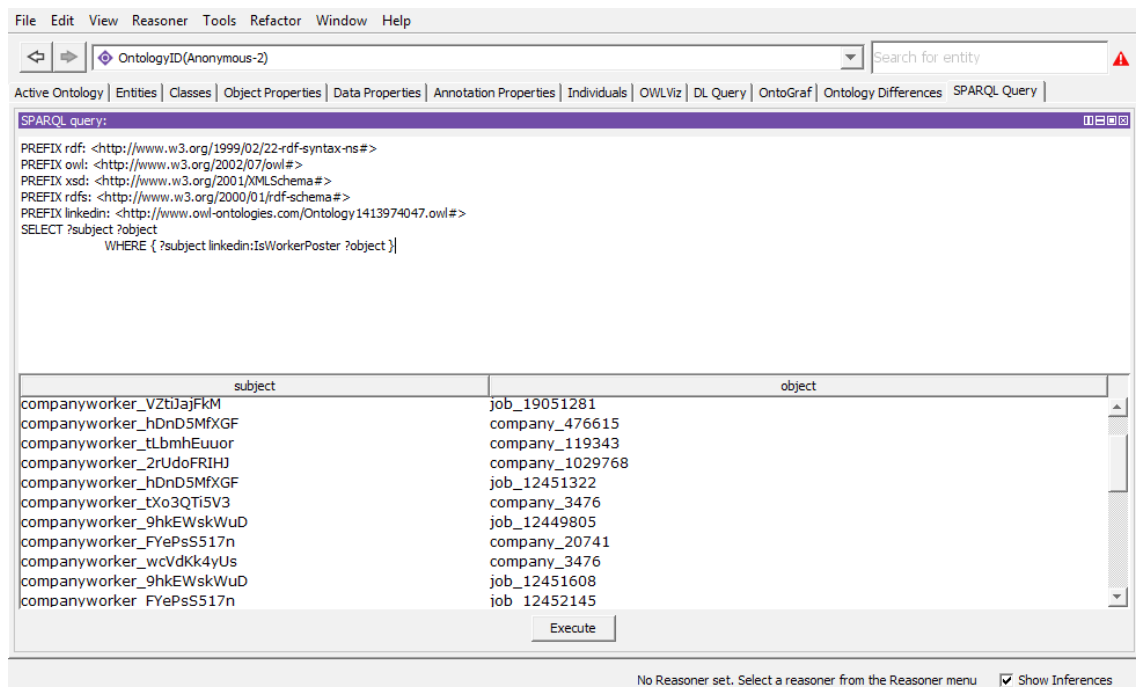 File Edit View Reasoner Tools Refactor Window Help
OntologyID(Anonymous-2) Search for entity
Active Ontology Entities Classes Object Properties Data Properties Annotation Properties Individuals OWLViz DL Query OntoGraf Ontology Differences SPARQL Query
SPARQL query:
PREFIX rdf: <http://www.w3.org/1999/02/22-rdf-syntax-ns#>
PREFIX owl: <http://www.w3.org/2002/07/owl#>
PREFIX xsd: <http://www.w3.org/2001/XMLSchema#>
PREFIX rdfs: <http://www.w3.org/2000/01/rdf-schema#>
PREFIX linkedin: <http://www.owl-ontologies.com/Ontology1413974047.owl#>
SELECT ?subject ?object
WHERE { ?subject linkedin:IsWorkerPoster ?object }
subject object
companyworker_VZtiJajFkM job_19051281
companyworker_hDnD5MfXGF company_476615
companyworker_tLbmhEuuor company_119343
companyworker_2rUdoFRIHJ company_1029768
companyworker_hDnD5MfXGF job_12451322
companyworker_tXo3QTi5V3 company_3476
companyworker_9hkEWskWuD job_12449805
companyworker_FYePsS517n company_20741
companyworker_wcVdKk4yUs company_3476
companyworker_9hkEWskWuD job_12451608
companyworker_FYePsS517n job_12452145
Execute
No Reasoner set. Select a reasoner from the Reasoner menu Show Inferences